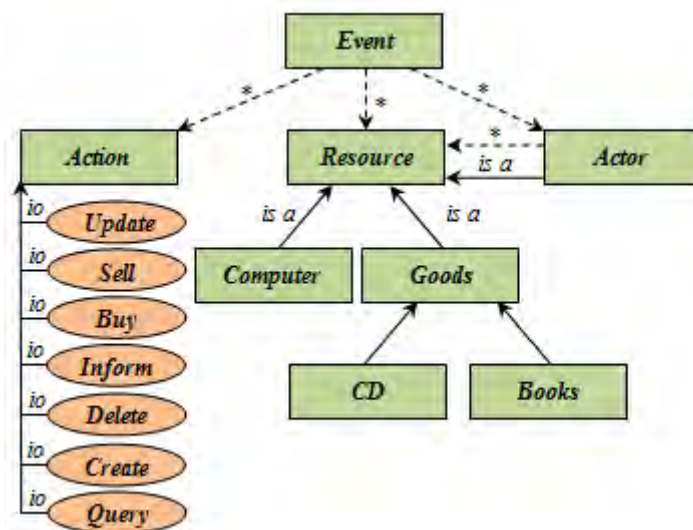 Event
* * *
Action Resource * Actor
is a
io Update
is a is a
io Sell Computer Goods
io Buy
io Inform
CD Books
io Delete
io Create
io Query